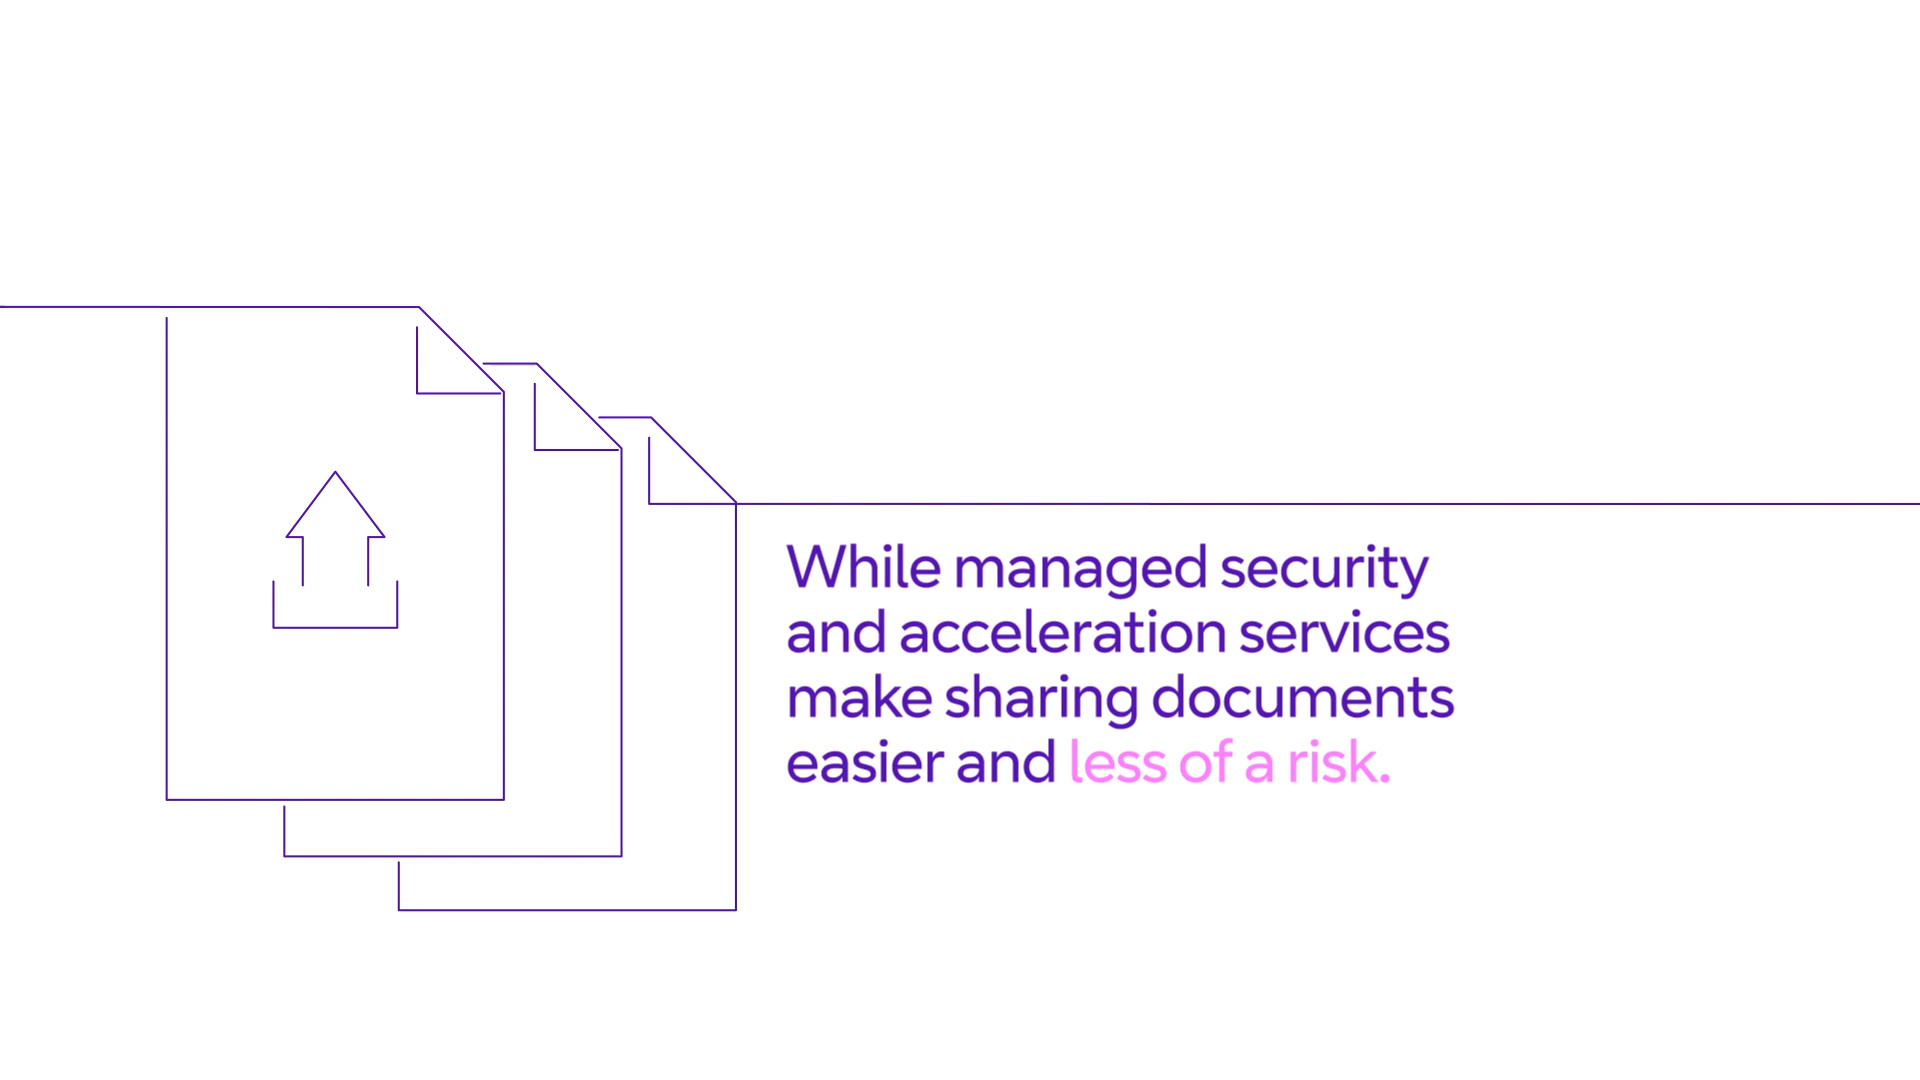 While managed security
and acceleration services
make sharing documents
easier and less of a risk.